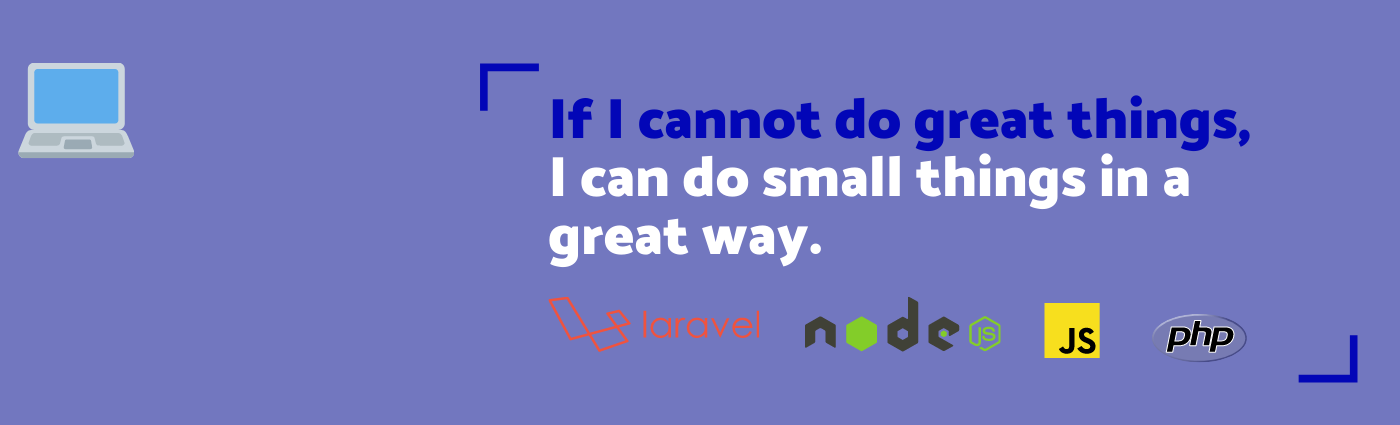 If I cannot do great things,
I can do small things in a
great way.
laravel node JS JS php